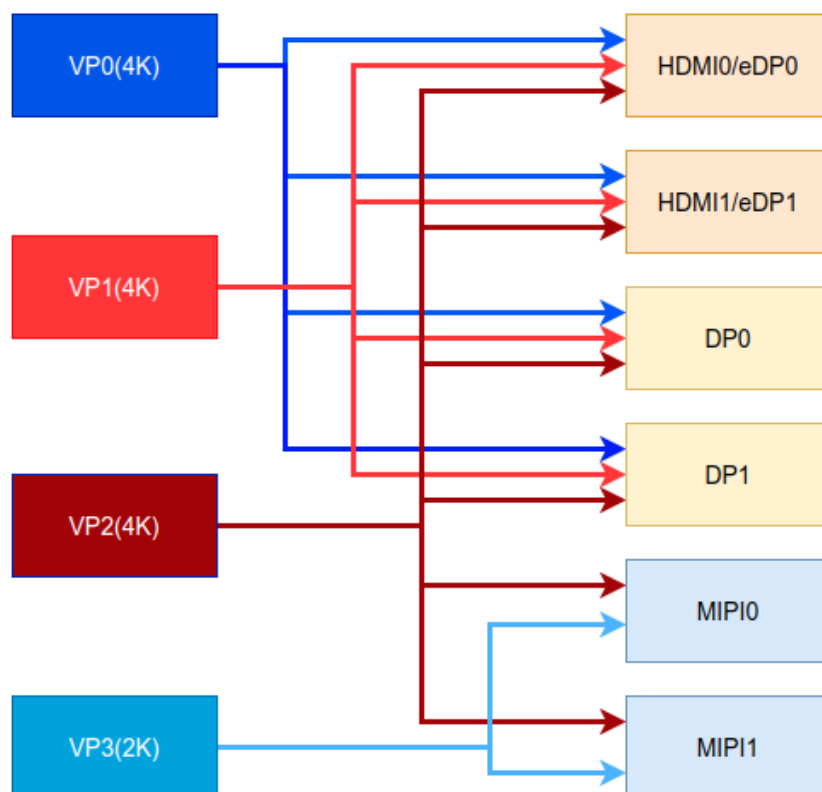 VP0(4K)
HDMI0/eDP0
HDMI1/eDP1
VP1(4K)
DP0
DP1
VP2(4K)
MIPI0
VP3(2K)
MIPI1